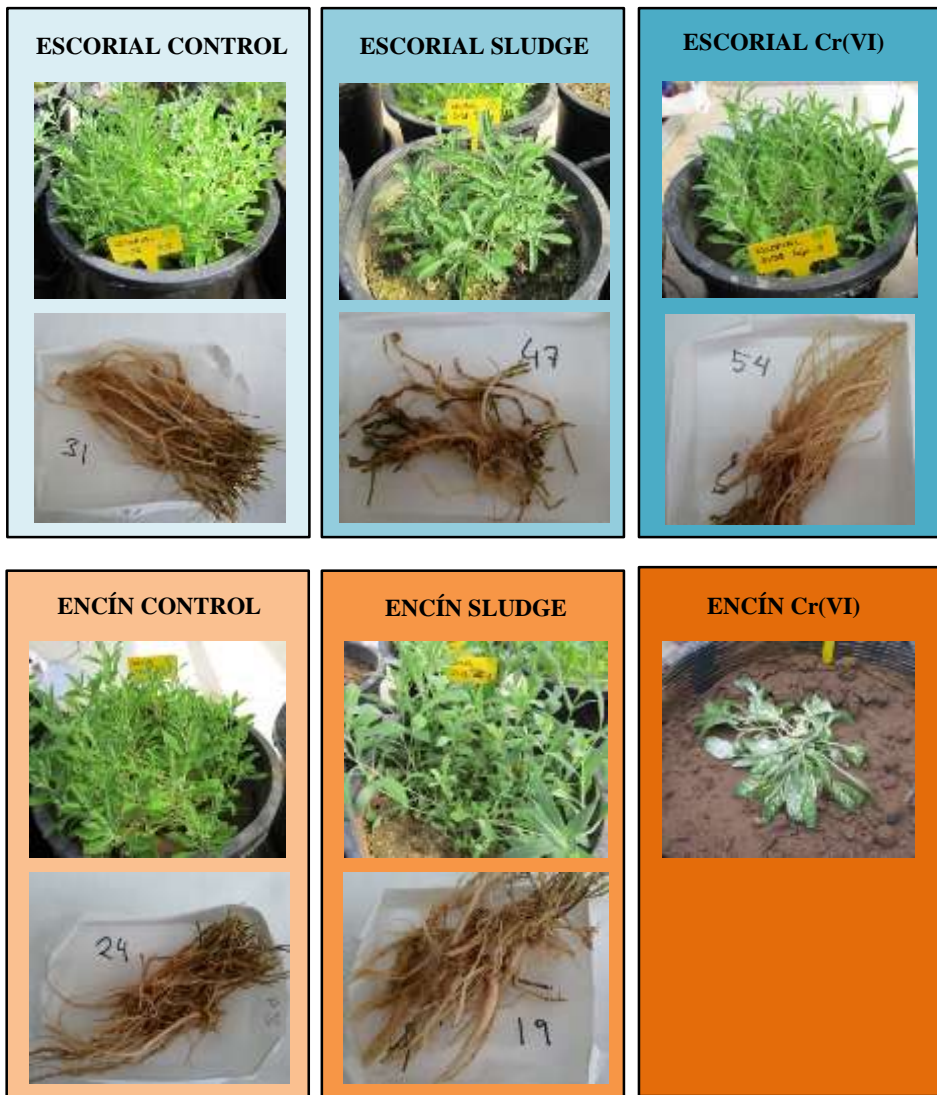 ESCORIAL CONTROL
ESCORIAL SLUDGE
ESCORIAL Cr(VI)
ESCORIAL
31
47
54
ENCÍN CONTROL
ENCÍN SLUDGE
ENCÍN Cr(VI)
24
19